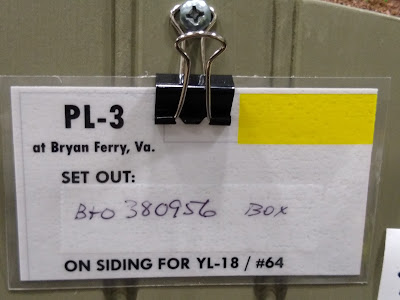 PL-3
at Bryan Ferry, Va.
SET OUT:
B+O 380956 BOX
ON SIDING FOR YL-18 / #64